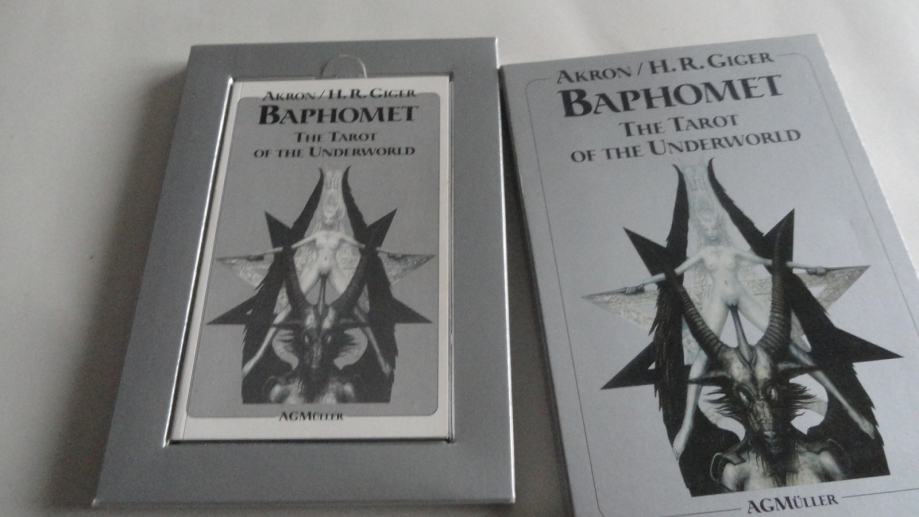 AKRON / H. R. GIGER
BAPHOMET
THE TAROT
OF THE UNDERWORLD
AGMÜLLER
AKRON / H. R. GIGER
BAPHOMET
THE TAROT
OF THE UNDERWORLD
AGMÜLLER